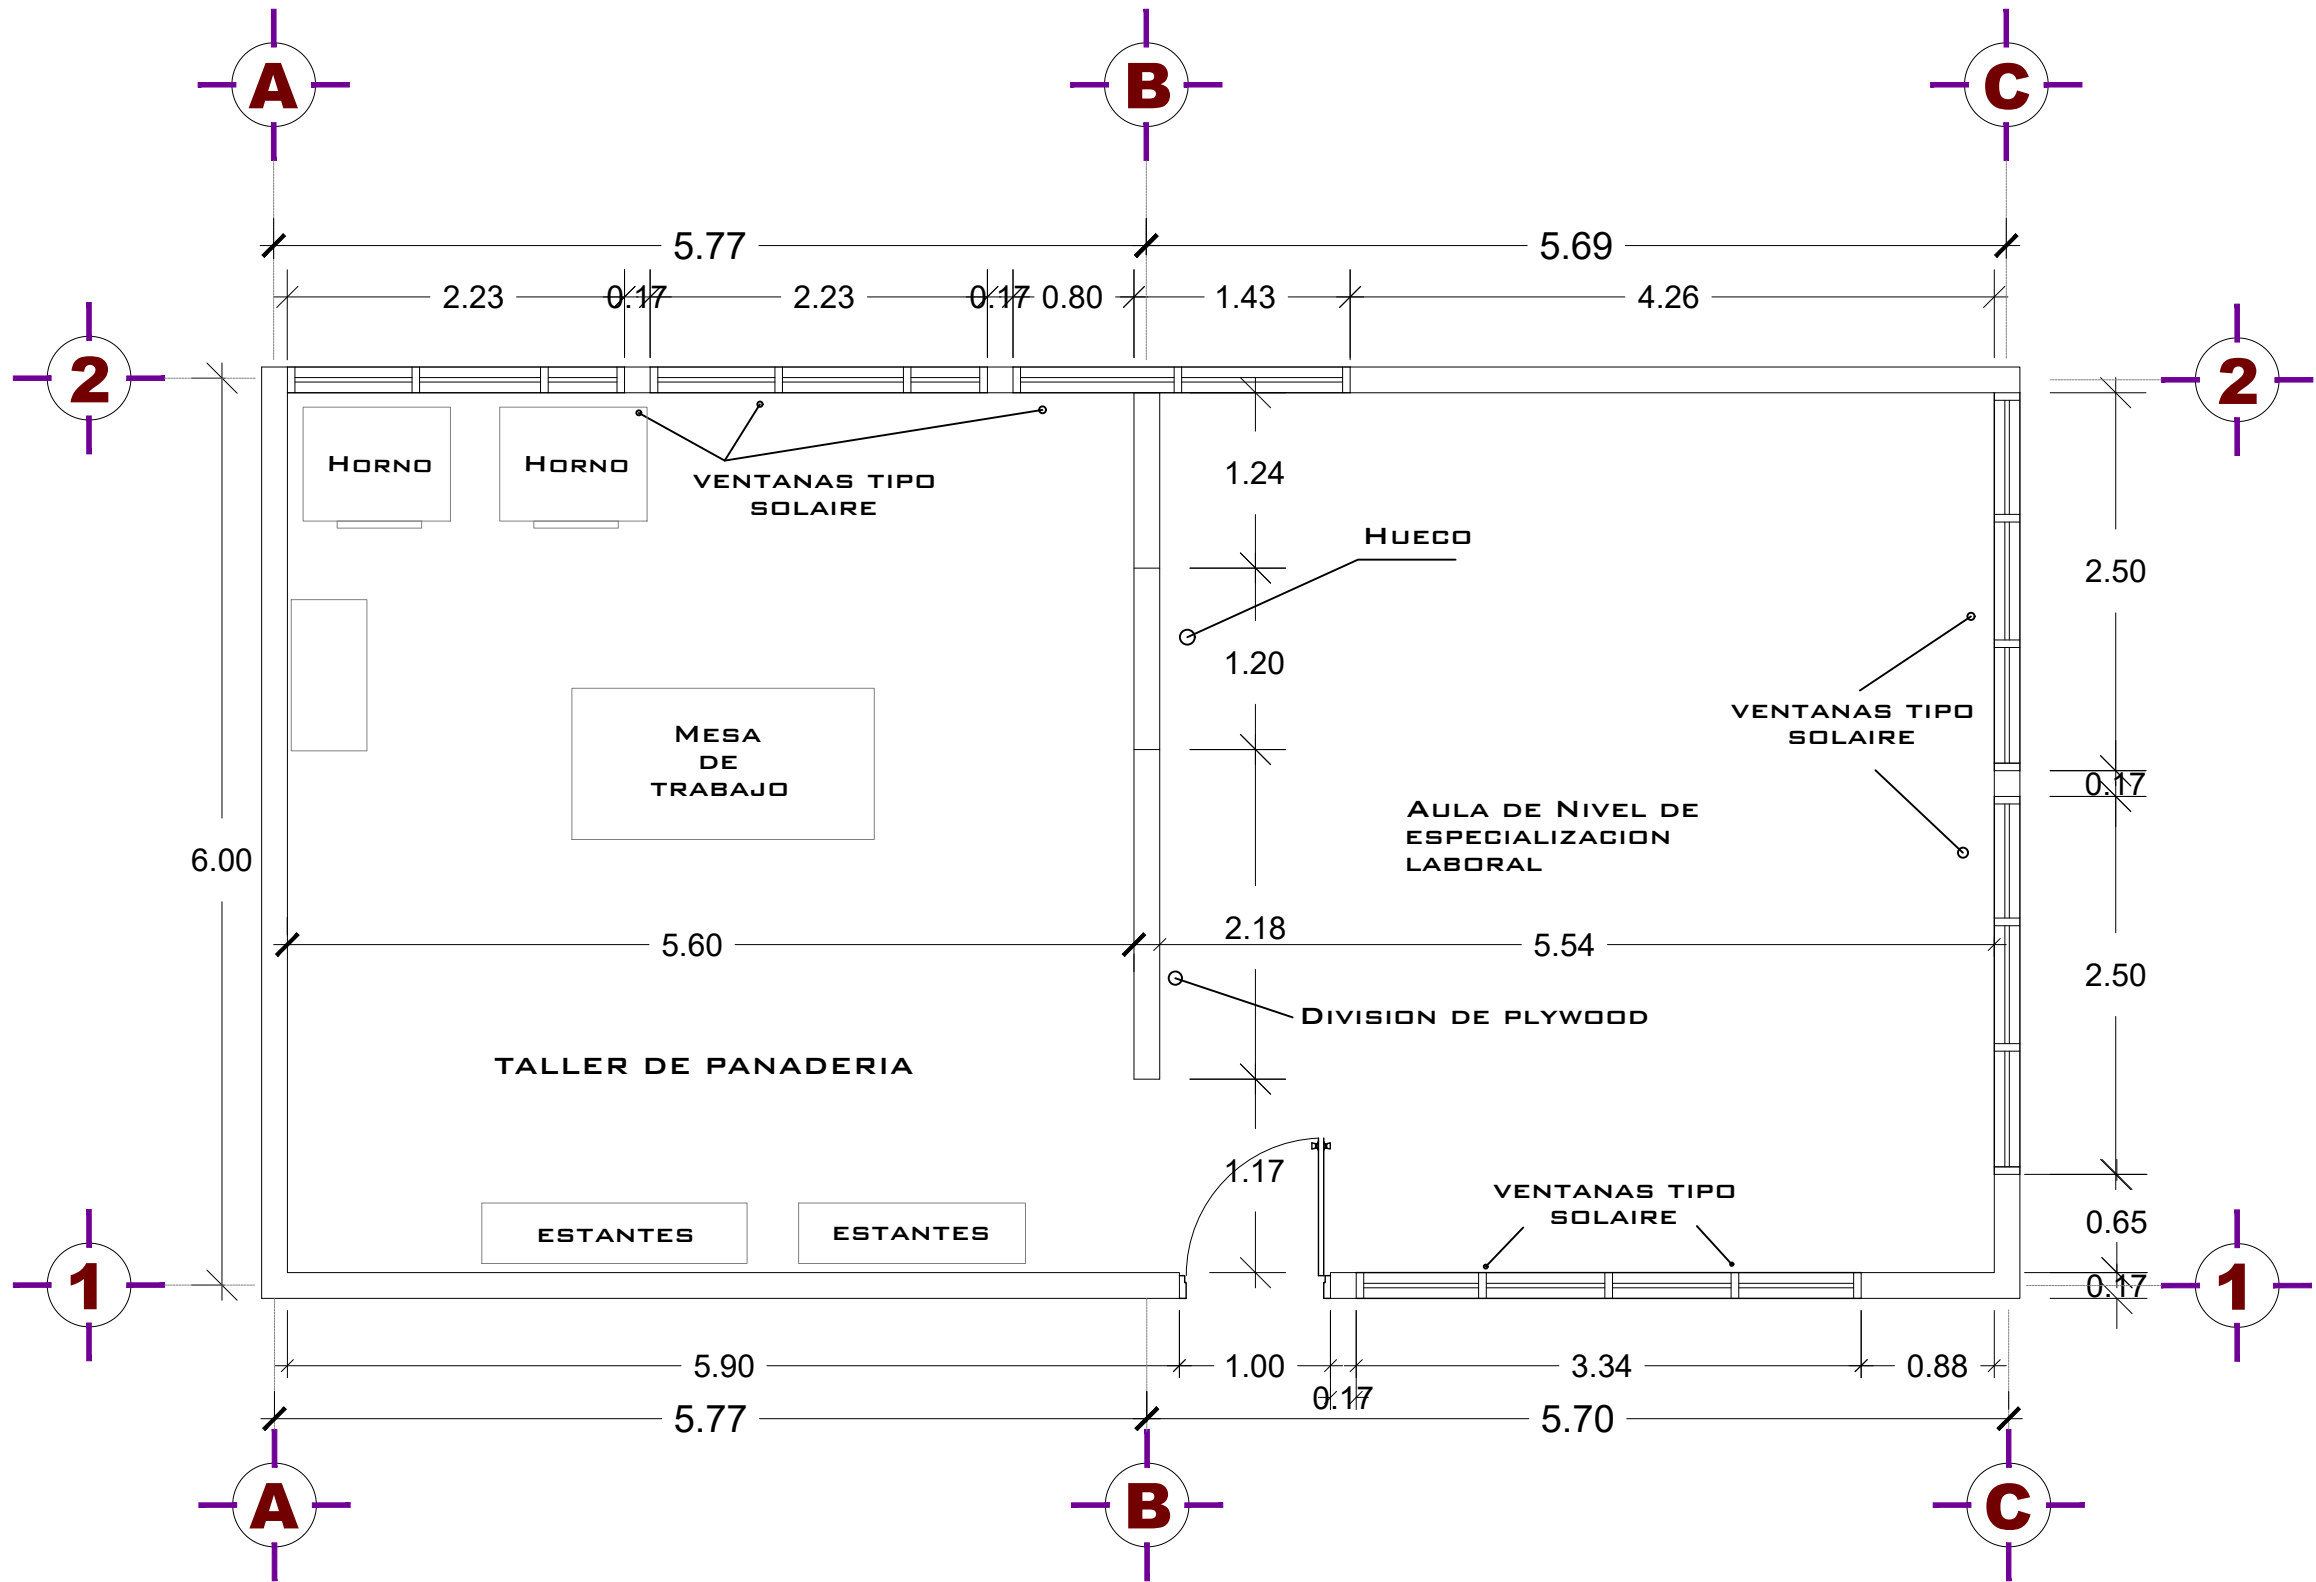 A B C
5.77 5.69
2.23 0.17 2.23 0.17 0.80 1.43 4.26
2 2
HORNO HORNO
VENTANAS TIPO
SOLAIRE
1.24
HUECO
2.50
1.20
VENTANAS TIPO
SOLAIRE
MESA
DE
TRABAJO
0.17
AULA DE NIVEL DE
ESPECIALIZACION
LABORAL
6.00
2.18
5.60 5.54
2.50
DIVISION DE PLYWOOD
TALLER DE PANADERIA
1.17
VENTANAS TIPO
SOLAIRE
0.65
ESTANTES ESTANTES
1 0.17 1
5.90 1.00 3.34 0.88
0.17
5.77 5.70
A B C